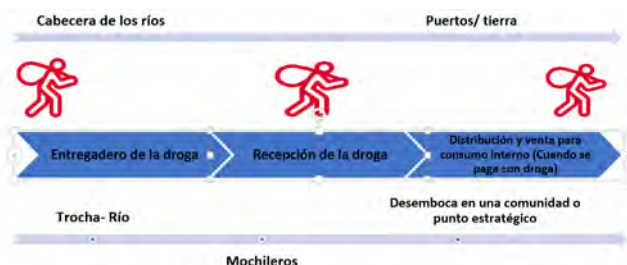 Cabecera de los ríos
Puertos/ tierra
Entregadero de la droga
Recepción de la droga
Distribución y venta para
consumo interno (Cuando se
paga con droga)
Trocha- Río
Desemboca en una comunidad o
punto estratégico
Mochileros